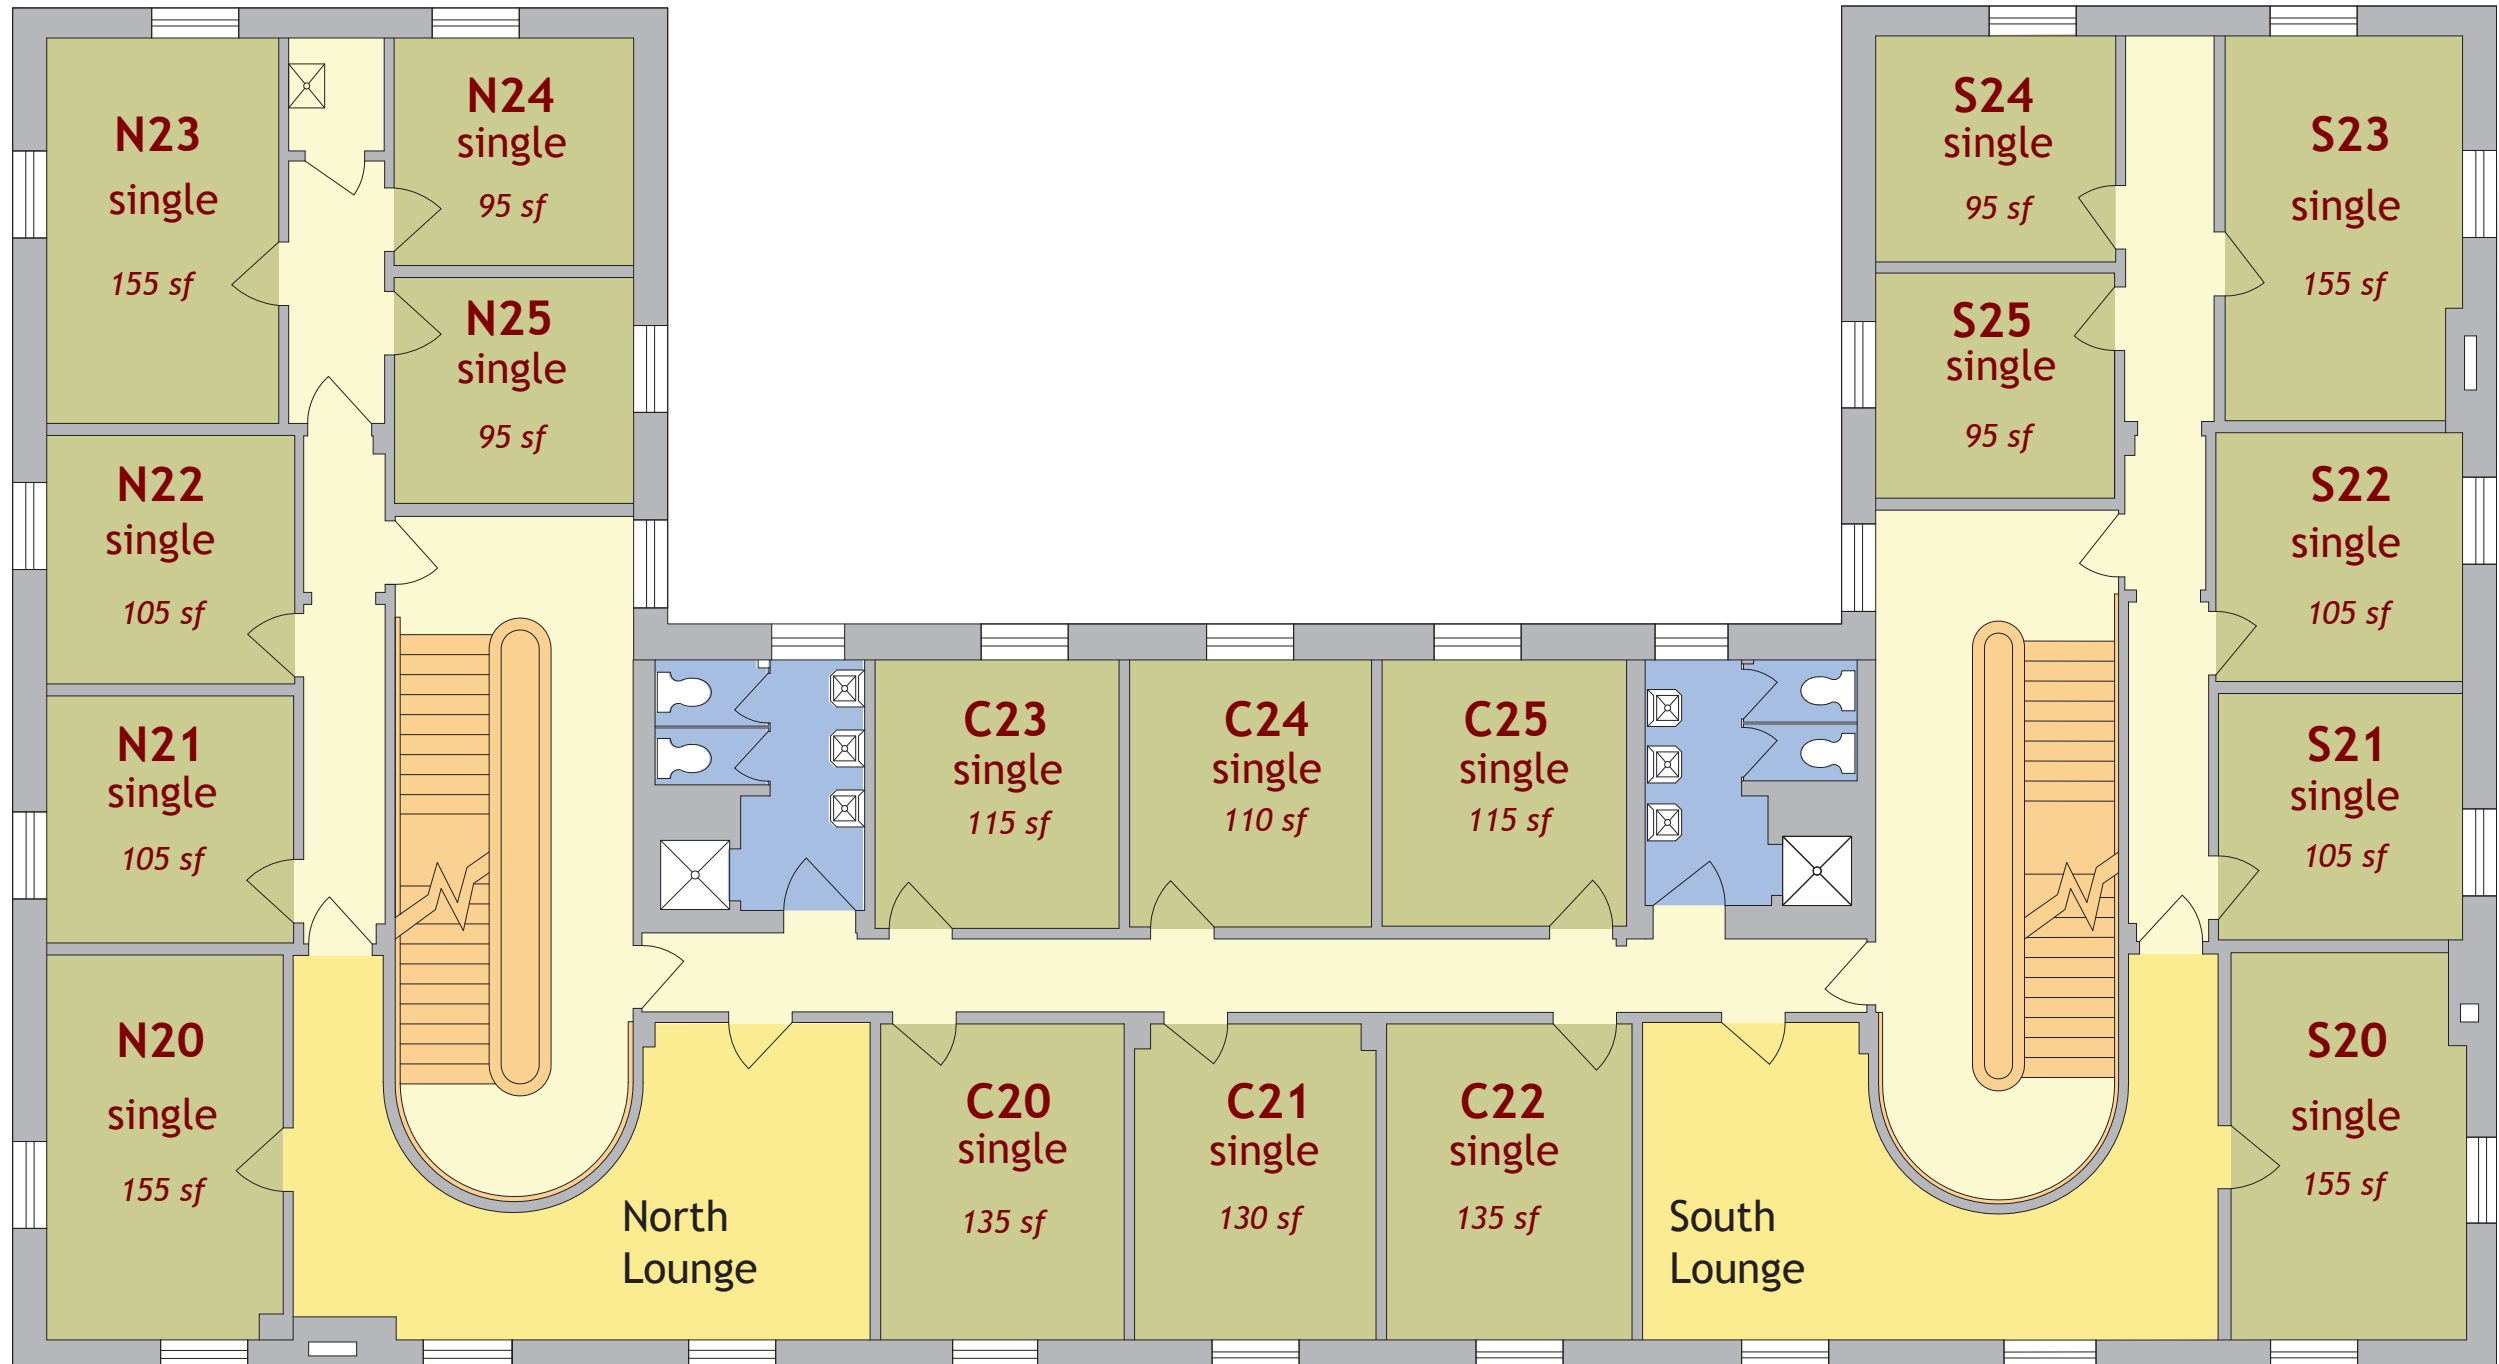 N23
single
155 sf
N24
single
95 sf
N25
single
95 sf
N22
single
105 sf
N21
single
105 sf
N20
single
155 sf
North
Lounge
C23
single
115 sf
C24
single
110 sf
C25
single
115 sf
C20
single
135 sf
C21
single
130 sf
C22
single
135 sf
South
Lounge
S24
single
95 sf
S25
single
95 sf
S23
single
155 sf
S22
single
105 sf
S21
single
105 sf
S20
single
155 sf